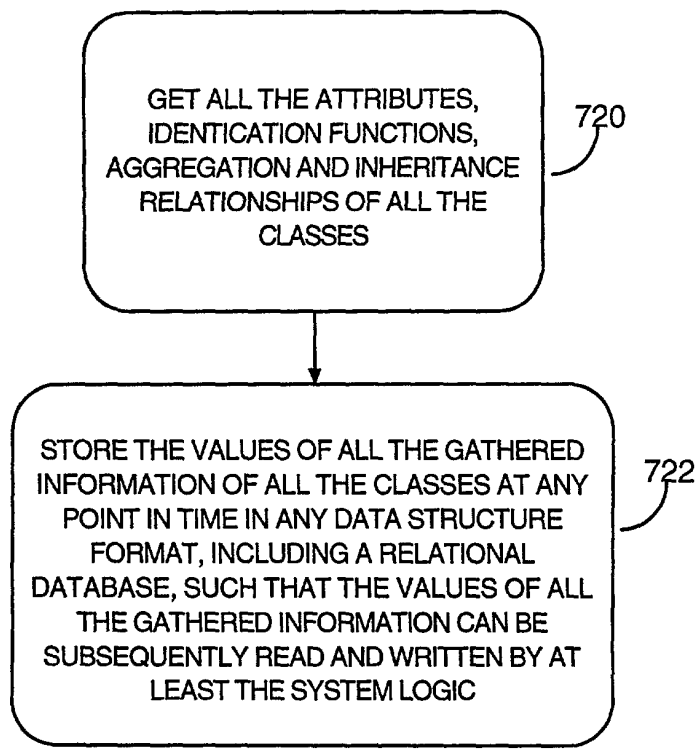 GET ALL THE ATTRIBUTES,
IDENTICATION FUNCTIONS,
AGGREGATION AND INHERITANCE
RELATIONSHIPS OF ALL THE
CLASSES
720
STORE THE VALUES OF ALL THE GATHERED
INFORMATION OF ALL THE CLASSES AT ANY
POINT IN TIME IN ANY DATA STRUCTURE
FORMAT, INCLUDING A RELATIONAL
DATABASE, SUCH THAT THE VALUES OF ALL
THE GATHERED INFORMATION CAN BE
SUBSEQUENTLY READ AND WRITTEN BY AT
LEAST THE SYSTEM LOGIC
722